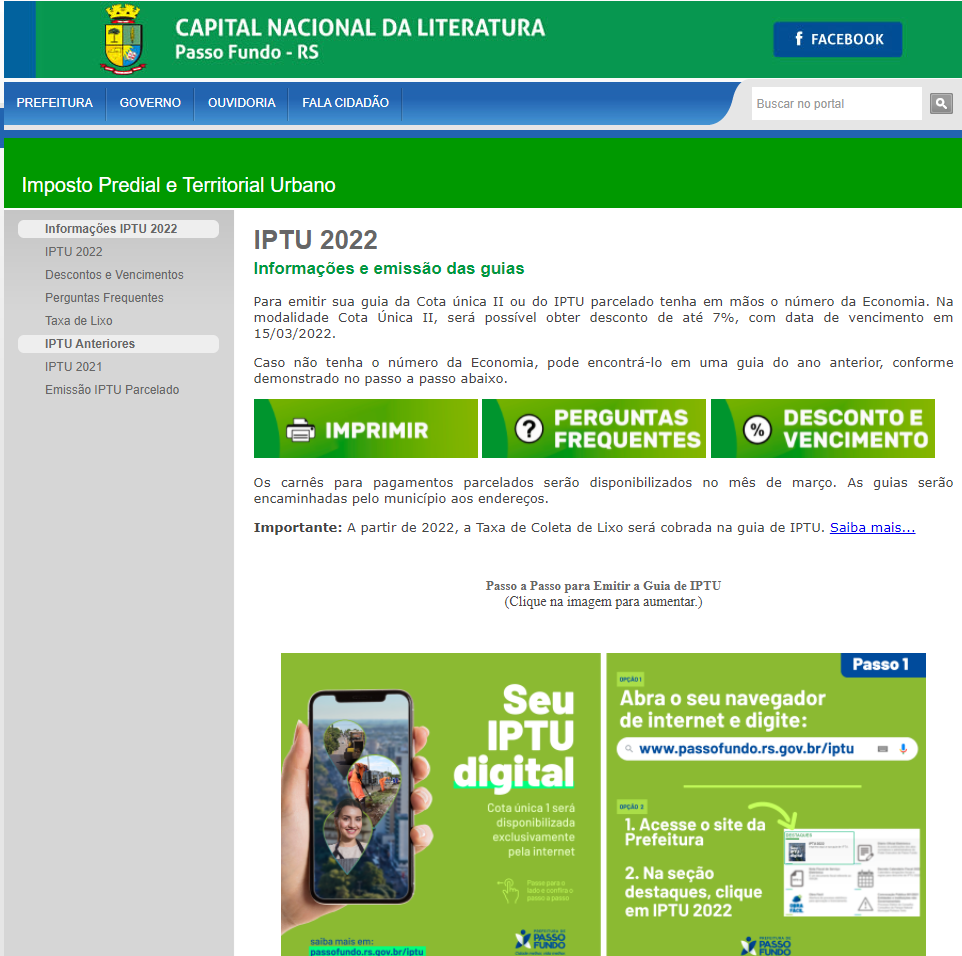 CAPITAL NACIONAL DA LITERATURA
Passo Fundo - RS
f FACEBOOK
PREFEITURA
GOVERNO
OUVIDORIA
FALA CIDADÃO
Buscar no portal
Imposto Predial e Territorial Urbano
Informações IPTU 2022
IPTU 2022
Descontos e Vencimentos
Perguntas Frequentes
Taxa de Lixo
IPTU Anteriores
IPTU 2021
Emissão IPTU Parcelado
IPTU 2022
Informações e emissão das guias
Para emitir sua guia da Cota única II ou do IPTU parcelado tenha em mãos o número da Economia. Na
modalidade Cota Única II, será possível obter desconto de até 7%, com data de vencimento em
15/03/2022.
Caso não tenha o número da Economia, pode encontrá-lo em uma guia do ano anterior, conforme
demonstrado no passo a passo abaixo.
IMPRIMIR
? PERGUNTAS
FREQUENTES
% DESCONTO E
VENCIMENTO
Os carnês para pagamentos parcelados serão disponibilizados no mês de março. As guias serão
encaminhadas pelo município aos endereços.
Importante: A partir de 2022, a Taxa de Coleta de Lixo será cobrada na guia de IPTU. Saiba mais...
Passo a Passo para Emitir a Guia de IPTU
(Clique na imagem para aumentar.)
Seu
IPTU
digital
Cota única 1 será
disponibilizada
exclusivamente
pela internet
Passe para o
lado e confira o
passo a passo
saiba mais em:
passofundo.rs.gov.br/iptu
PREFEITURA DE
PASSO
FUNDO
Passo 1
OPÇÃO 1
Abra o seu navegador
de internet e digite:
www.passofundo.rs.gov.br/iptu
OPÇÃO 2
1. Acesse o site da
Prefeitura
2. Na seção
destaques, clique
em IPTU 2022
DESTAQUES
IPTU 2022
PREFEITURA DE
PASSO
FUNDO